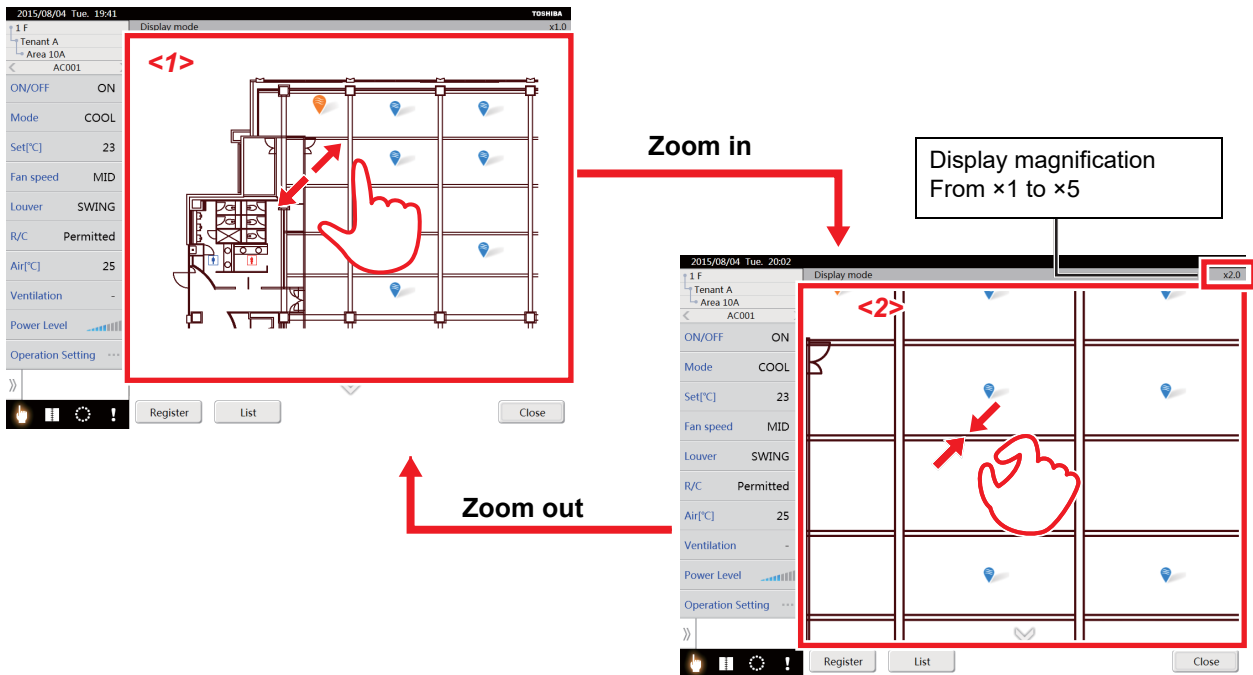 2015/08/04 Tue. 19:41
TOSHIBA
1 F
Display mode
x1.0
Tenant A
Area 10A
< AC001
<1>
ON/OFF ON
Mode COOL
Set[℃] 23
Fan speed MID
Louver SWING
R/C Permitted
Air[℃] 25
Ventilation -
Power Level
Operation Setting ···
»
!
Register
List
Close
Zoom in
Display magnification
From ×1 to ×5
Zoom out
2015/08/04 Tue. 20:02
1 F
Display mode
x2.0
Tenant A
Area 10A
< AC001
<2>
ON/OFF ON
Mode COOL
Set[℃] 23
Fan speed MID
Louver SWING
R/C Permitted
Air[℃] 25
Ventilation -
Power Level
Operation Setting ···
»
!
Register
List
Close